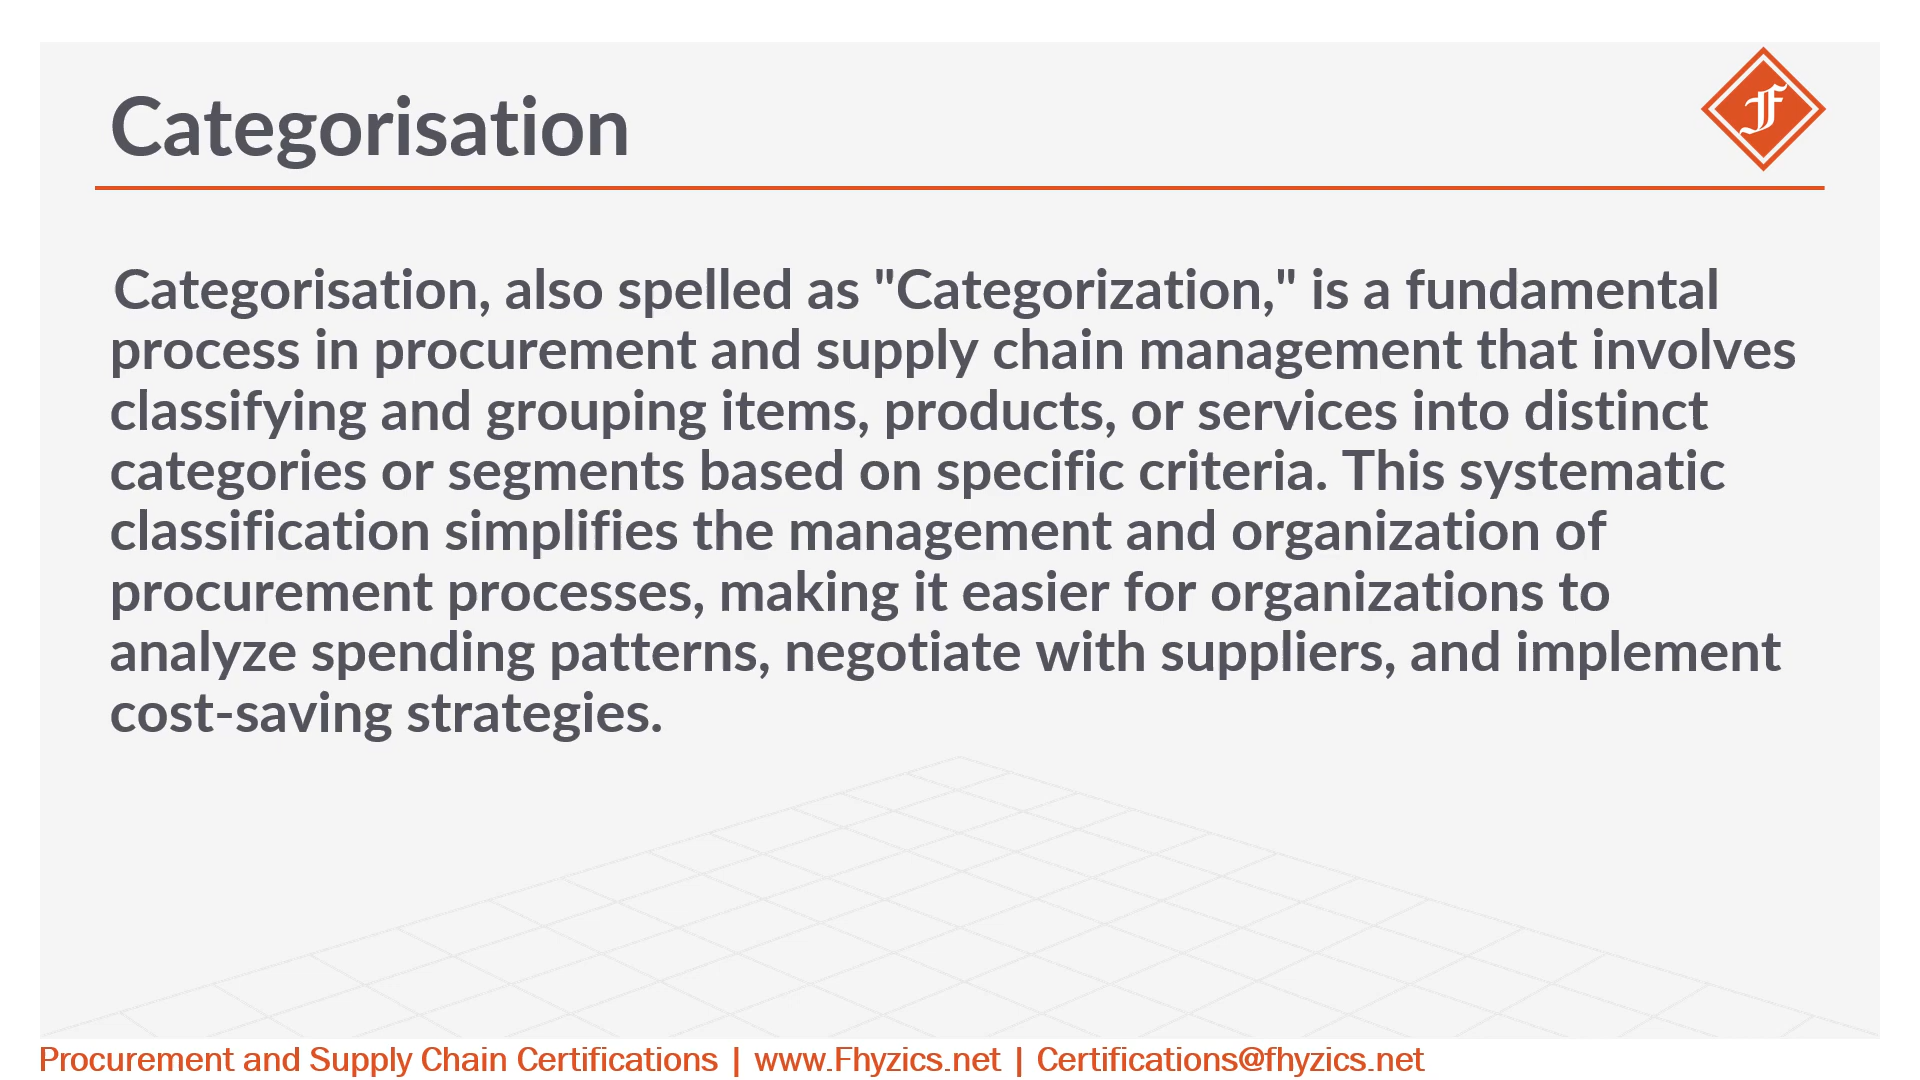 Categorisation
Categorisation, also spelled as "Categorization," is a fundamental
process in procurement and supply chain management that involves
classifying and grouping items, products, or services into distinct
categories or segments based on specific criteria. This systematic
classification simplifies the management and organization of
procurement processes, making it easier for organizations to
analyze spending patterns, negotiate with suppliers, and implement
cost-saving strategies.
Procurement and Supply Chain Certifications | www.Fhyzics.net | Certifications@fhyzics.net